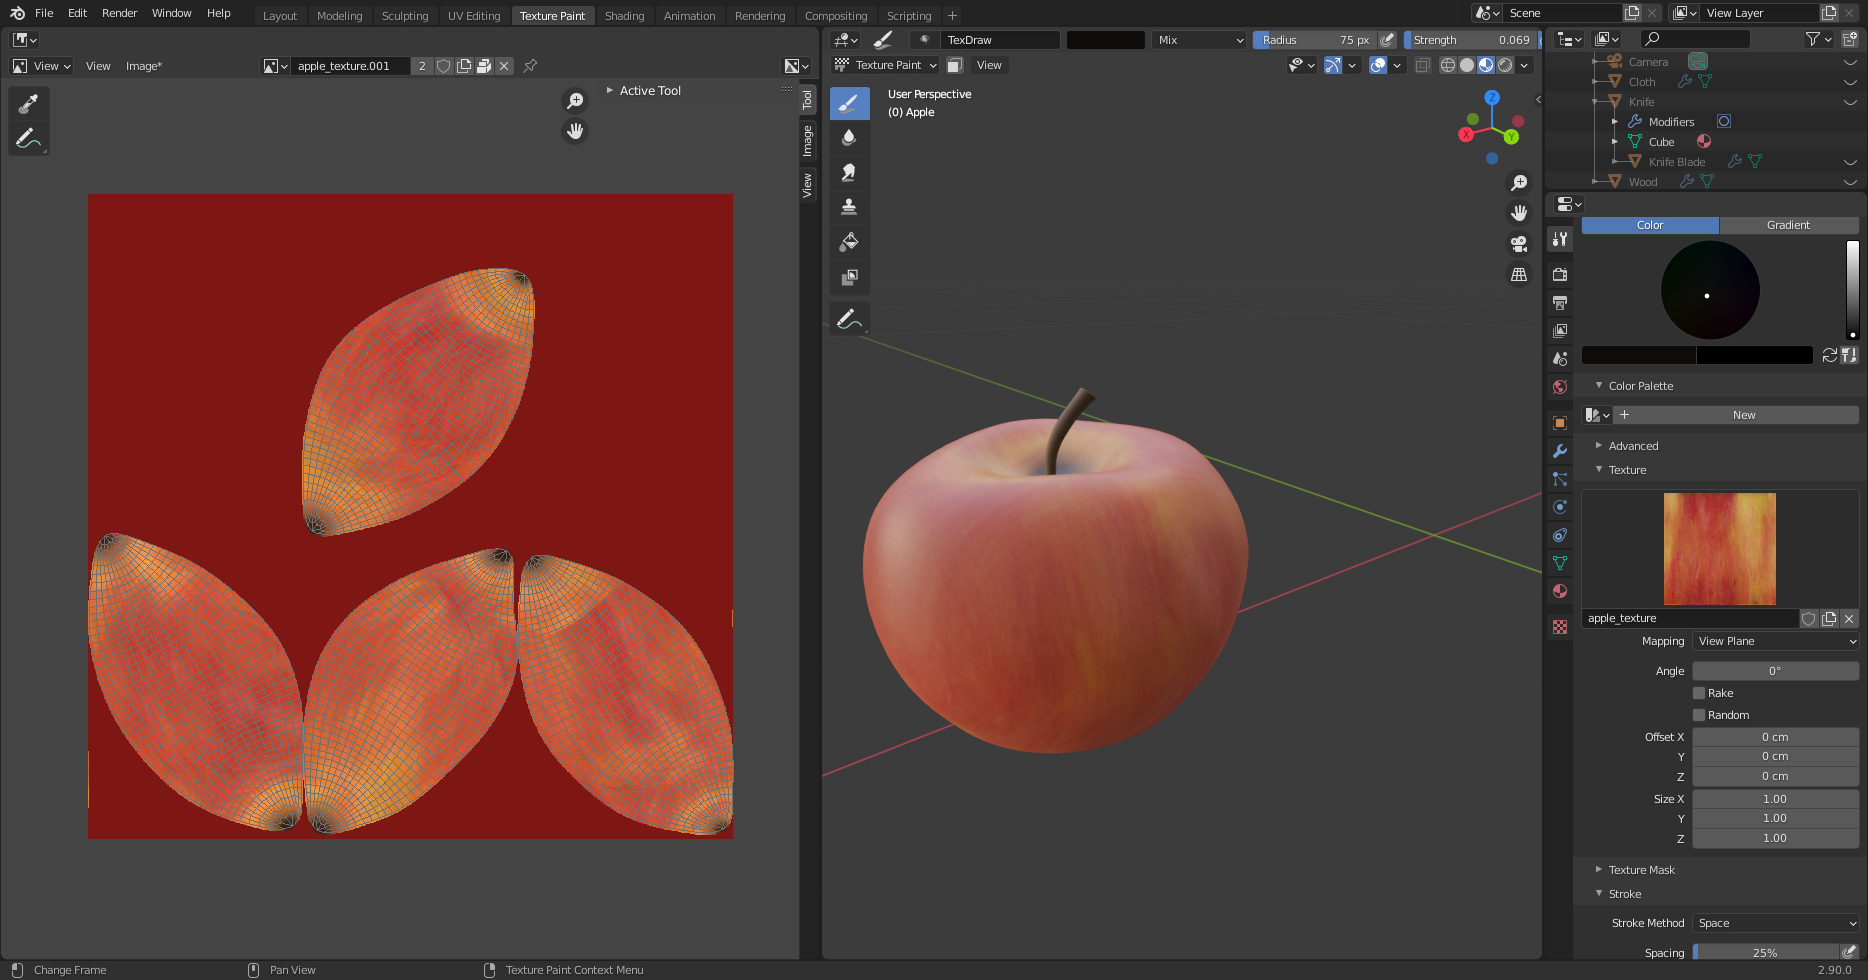 File Edit Render Window Help Layout Modeling Sculpting UV Editing Texture Paint Shading Animation Rendering Compositing Scripting + Scene View Layer
TexDraw Mix Radius 75 px Strength 0.069
View View Image* apple_texture.001 2 Texture Paint View
Active Tool
Tool
Image
View
User Perspective
(0) Apple
Z
X
Y
Camera
Cloth
Knife
Modifiers
Cube
Knife Blade
Wood
Color Gradient
Color Palette
New
Advanced
Texture
apple_texture
Mapping View Plane
Angle 0°
Rake
Random
Offset X 0 cm
Y 0 cm
Z 0 cm
Size X 1.00
Y 1.00
Z 1.00
Texture Mask
Stroke
Stroke Method Space
Spacing 25%
Change Frame Pan View Texture Paint Context Menu 2.90.0